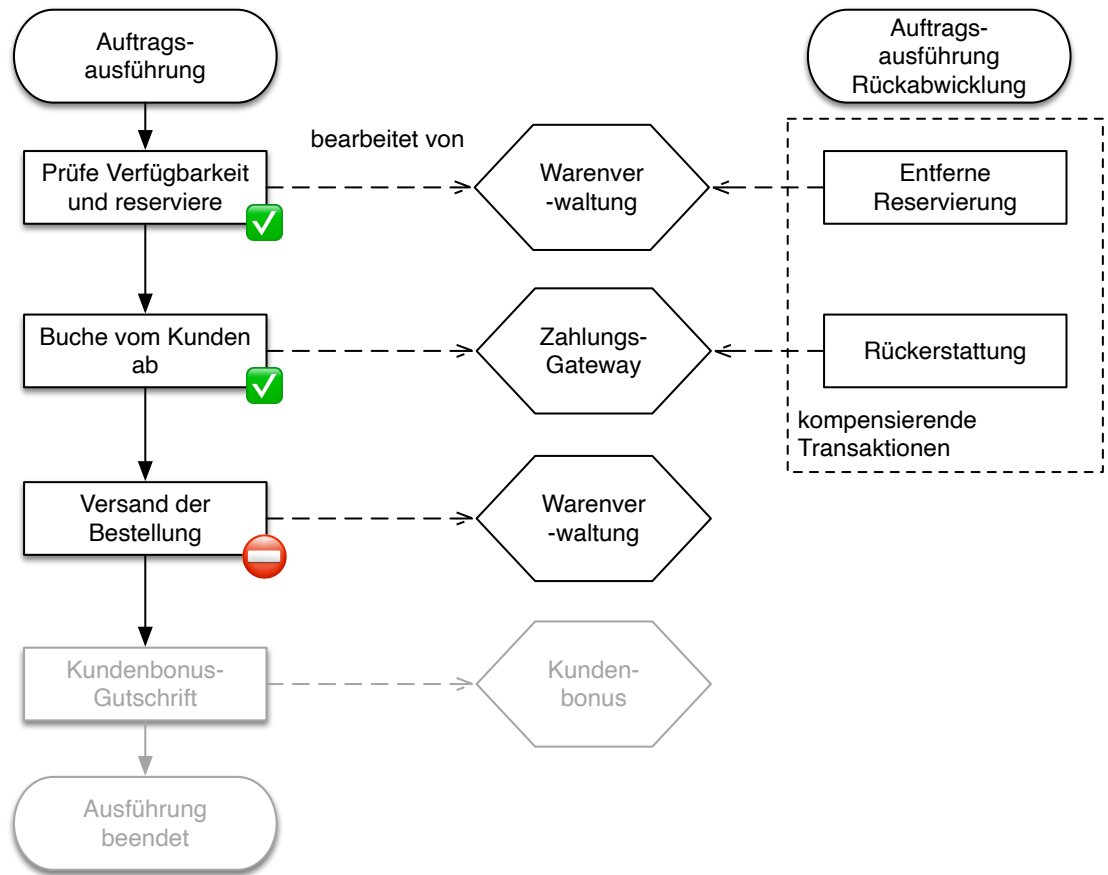 Auftrags-
ausführung
Auftrags-
ausführung
Rückabwicklung
bearbeitet von
Prüfe Verfügbarkeit
und reserviere
Warenver
-waltung
Entferne
Reservierung
Buche vom Kunden
ab
Zahlungs-
Gateway
Rückerstattung
kompensierende
Transaktionen
Versand der
Bestellung
Warenver
-waltung
Kundenbonus-
Gutschrift
Kunden-
bonus
Ausführung
beendet